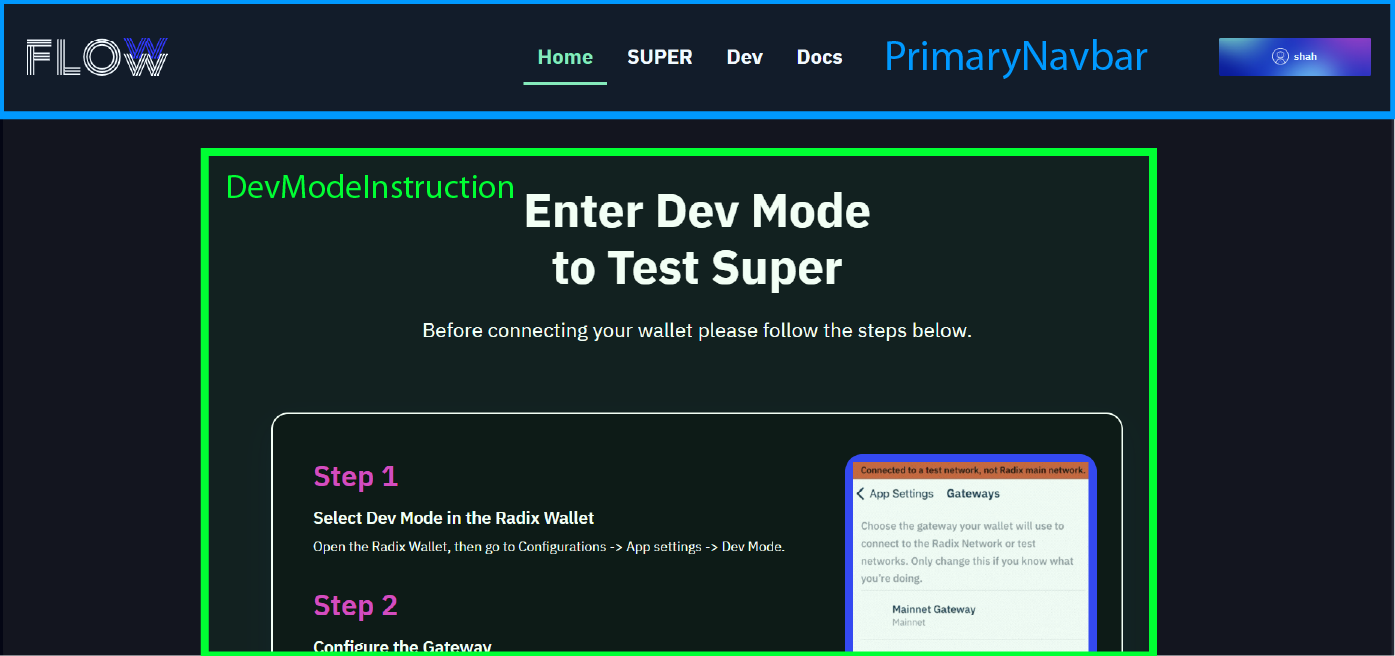 FLOW
Home SUPER Dev Docs PrimaryNavbar shah
DevModeInstruction
Enter Dev Mode
to Test Super
Before connecting your wallet please follow the steps below.
Step 1
Select Dev Mode in the Radix Wallet
Open the Radix Wallet, then go to Configurations -> App settings -> Dev Mode.
Step 2
Configure the Gateway
Connected to a test network, not Radix main network.
App Settings Gateways
Choose the gateway your wallet will use to
connect to the Radix Network or test
networks. Only change this if you know what
you're doing.
Mainnet Gateway
Mainnet